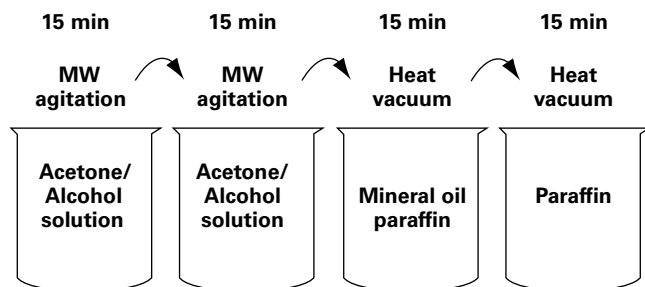 15 min
15 min
15 min
15 min
MW
agitation
MW
agitation
Heat
vacuum
Heat
vacuum
Acetone/
Alcohol
solution
Acetone/
Alcohol
solution
Mineral oil
paraffin
Paraffin